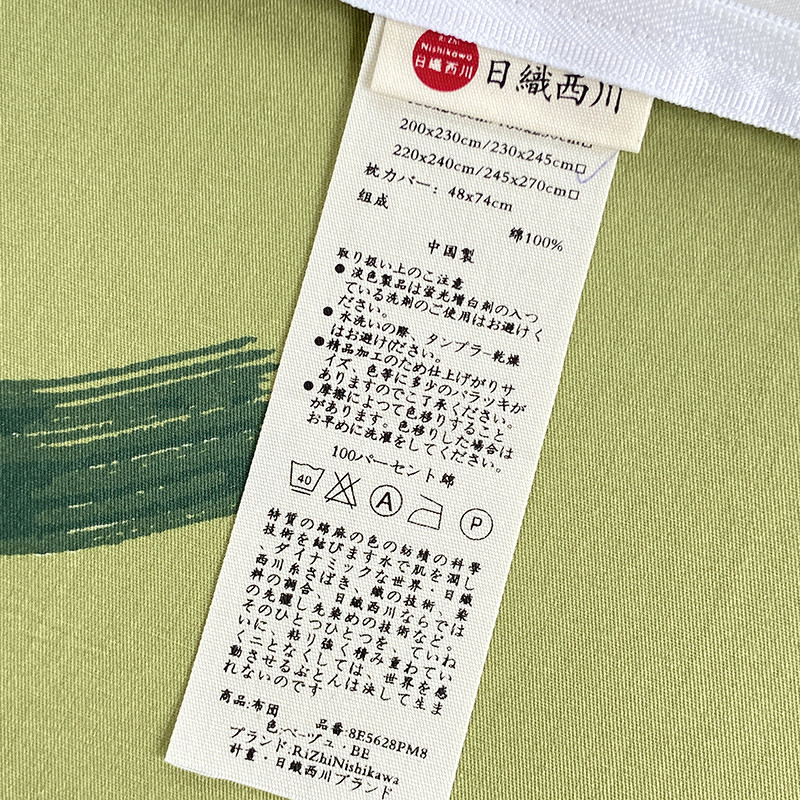 RiZhi
Nishikawa
日織西川
日織西川
200x230cm/230x245cm□
220x240cm/245x270cm□
枕カバー: 48x74cm
组成
綿100%
中国製
取り扱い上のご注意
● 淡色製品は蛍光増白剤の入つ
ている洗剤のご使用はお避けく
ださい。
● 水洗いの際、タンブラー乾燥
はお避けください。
●精品加工のため仕上げがりサ
イズ、色等に多少のバラツキが
ありますのでご了承ください。
●摩擦によつて色移りすること
があります。色移りした場合は
お早めに洗濯をしてください。
100パーセント綿
40 A P
特質の綿麻の色の紡績の科學
技術を結びます水で肌を潤し
、ダイナミックな世界、日織
西川糸さばき、織の技術、染
料の調合、日織西川ならでは
の先曬し先染めの技術など。
そのひとつひとつを、ていね
いに、粘り強く積み重ねてい
くことなくしては、世界を感
動させるぶとんは決して生ま
れないのです
商品:布団
品番:8E5628PM8
色:ベーヅュ・BE
ブランド:RiZhiNishikawa
計畫・日織西川ブランド